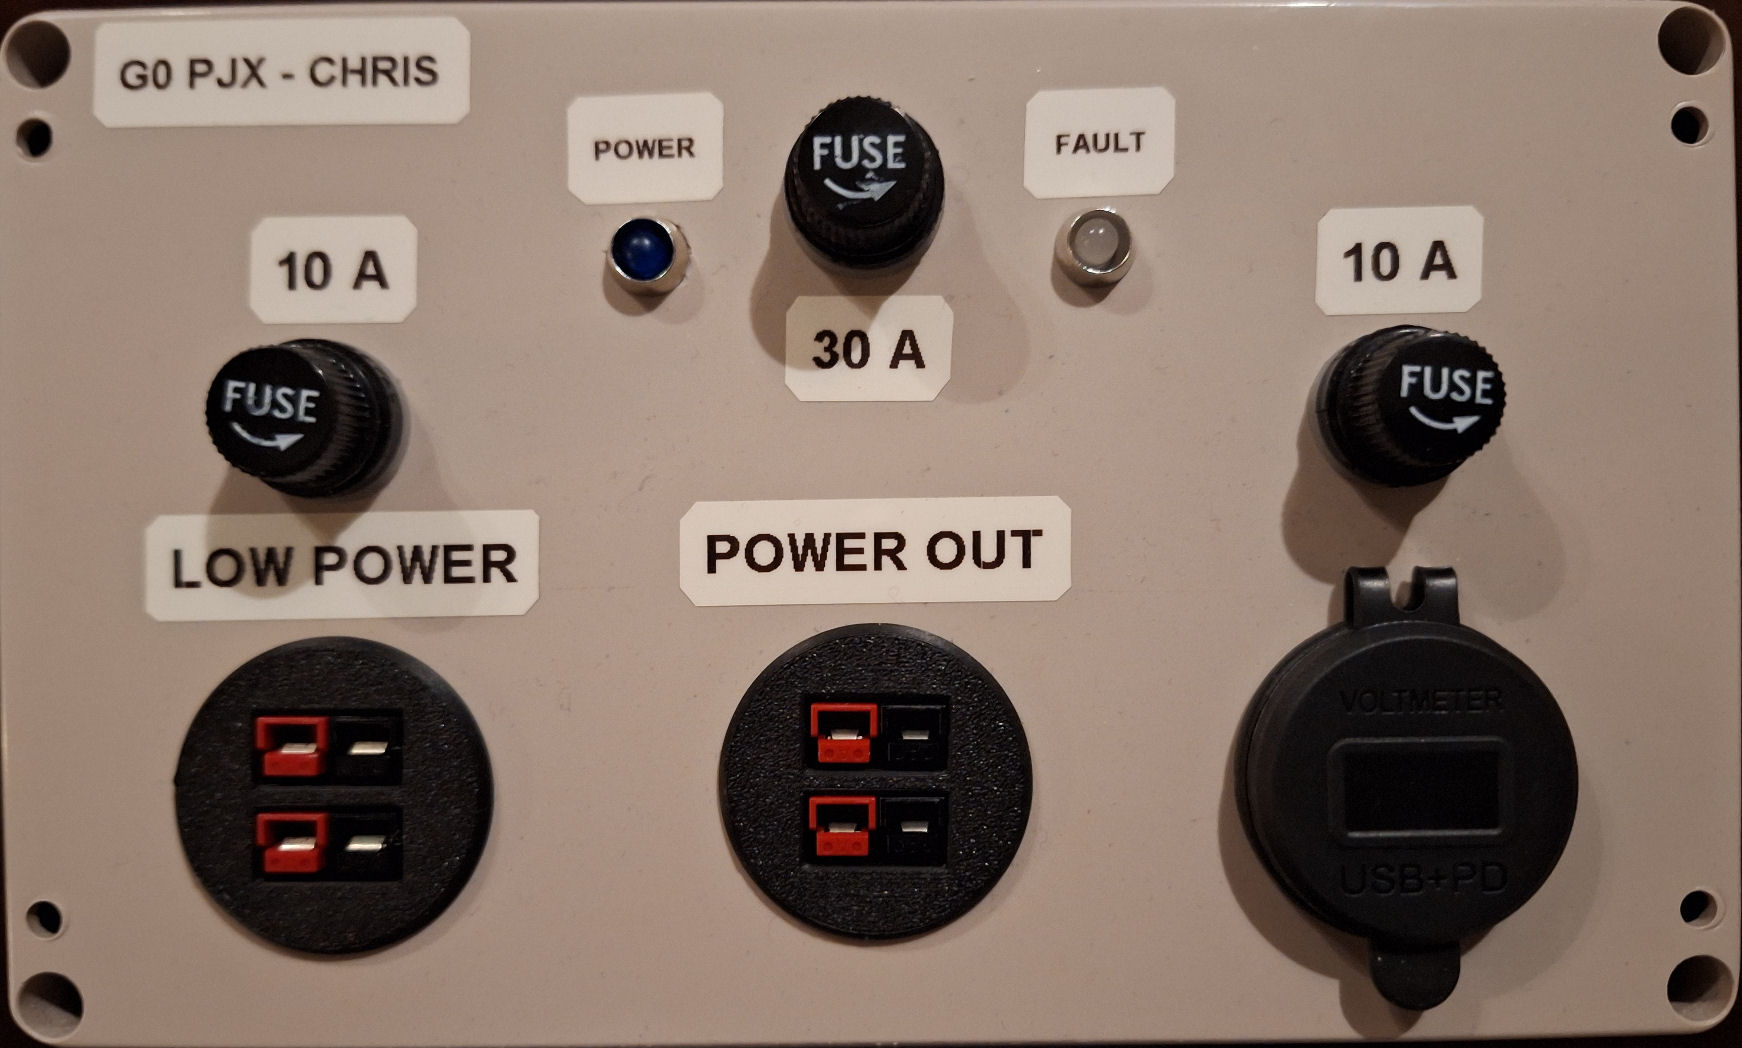 G0 PJX - CHRIS
POWER
FUSE
FAULT
10 A
30 A
10 A
FUSE
FUSE
LOW POWER
POWER OUT
VOLTMETER
USB+PD